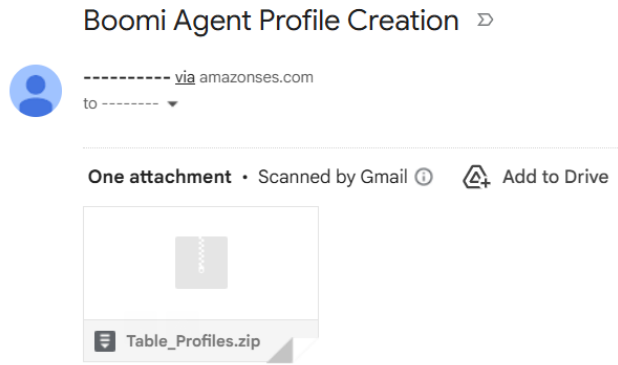 Boomi Agent Profile Creation
---------- via amazonses.com
to --------
One attachment • Scanned by Gmail Add to Drive
Table_Profiles.zip